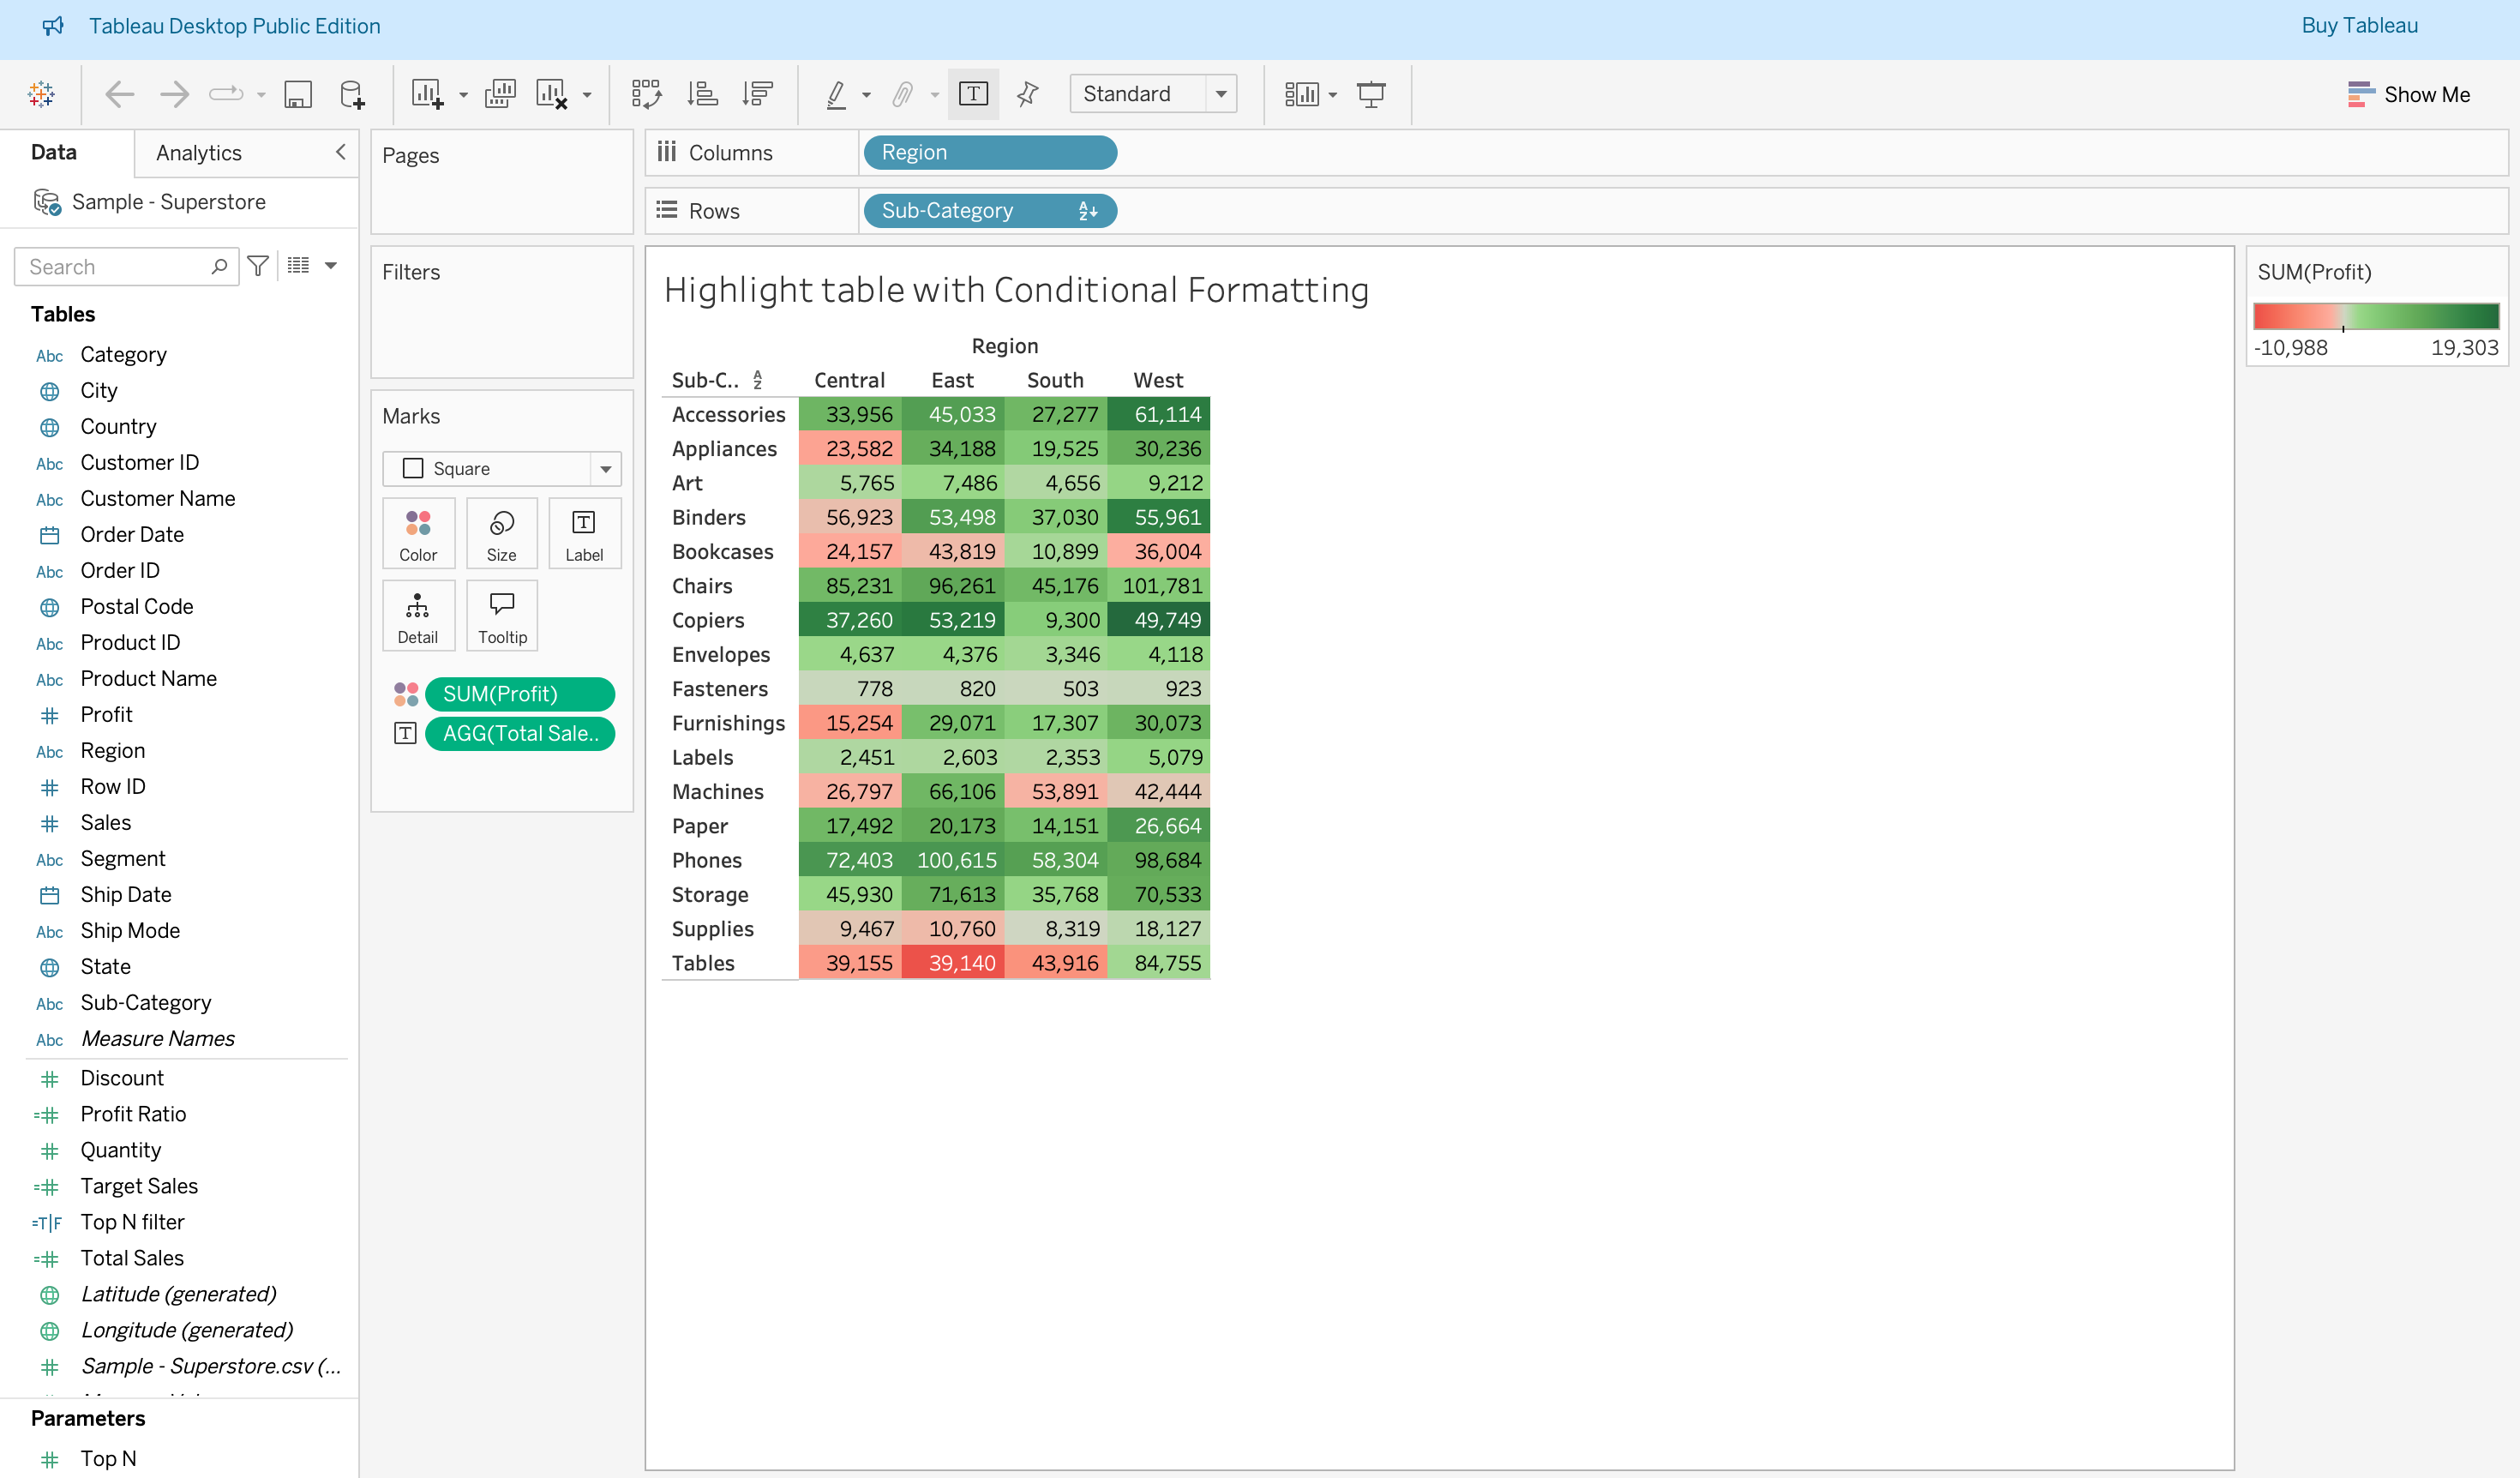 Tableau Desktop Public Edition
Buy Tableau
Standard
Show Me
Data
Analytics
Sample - Superstore
Search
Tables
Abc Category
City
Country
Abc Customer ID
Abc Customer Name
Order Date
Abc Order ID
Postal Code
Abc Product ID
Abc Product Name
# Profit
Abc Region
# Row ID
# Sales
Abc Segment
Ship Date
Abc Ship Mode
State
Abc Sub-Category
Abc Measure Names
# Discount
=# Profit Ratio
# Quantity
=# Target Sales
=T|F Top N filter
=# Total Sales
Latitude (generated)
Longitude (generated)
# Sample - Superstore.csv (...
Parameters
# Top N
Pages
Filters
Marks
Square
Color Size T Label
Detail Tooltip
SUM(Profit)
T AGG(Total Sale..
Columns Region
Rows Sub-Category
Highlight table with Conditional Formatting
Region
Sub-C.. Central East South West
Accessories 33,956 45,033 27,277 61,114
Appliances 23,582 34,188 19,525 30,236
Art 5,765 7,486 4,656 9,212
Binders 56,923 53,498 37,030 55,961
Bookcases 24,157 43,819 10,899 36,004
Chairs 85,231 96,261 45,176 101,781
Copiers 37,260 53,219 9,300 49,749
Envelopes 4,637 4,376 3,346 4,118
Fasteners 778 820 503 923
Furnishings 15,254 29,071 17,307 30,073
Labels 2,451 2,603 2,353 5,079
Machines 26,797 66,106 53,891 42,444
Paper 17,492 20,173 14,151 26,664
Phones 72,403 100,615 58,304 98,684
Storage 45,930 71,613 35,768 70,533
Supplies 9,467 10,760 8,319 18,127
Tables 39,155 39,140 43,916 84,755
SUM(Profit)
-10,988 19,303